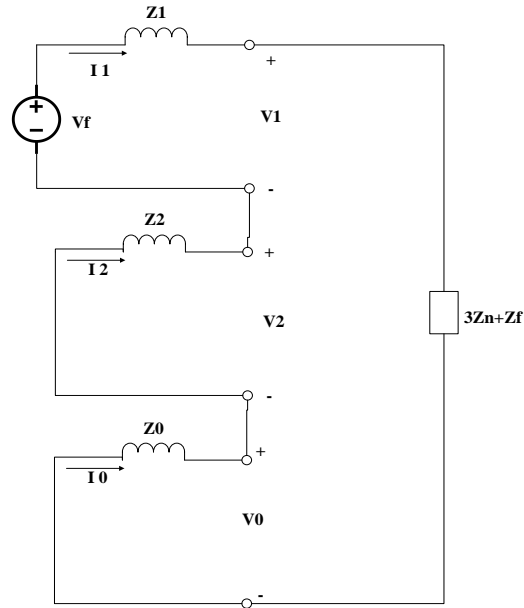 Z1
+
I 1
+
-
Vf
V1
-
Z2
+
I 2
V2
3Zn+Zf
-
Z0
+
I 0
V0
-